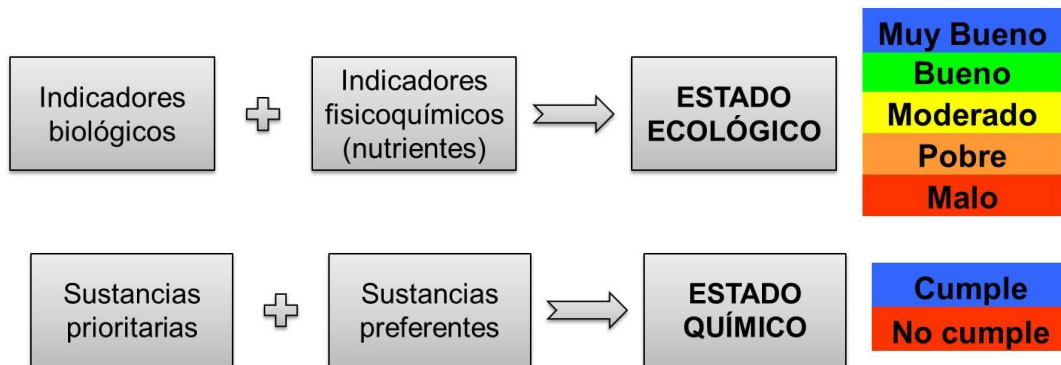 Indicadores
biológicos
Indicadores
fisicoquímicos
(nutrientes)
ESTADO
ECOLÓGICO
Muy Bueno
Bueno
Moderado
Pobre
Malo
Sustancias
prioritarias
Sustancias
preferentes
ESTADO
QUÍMICO
Cumple
No cumple